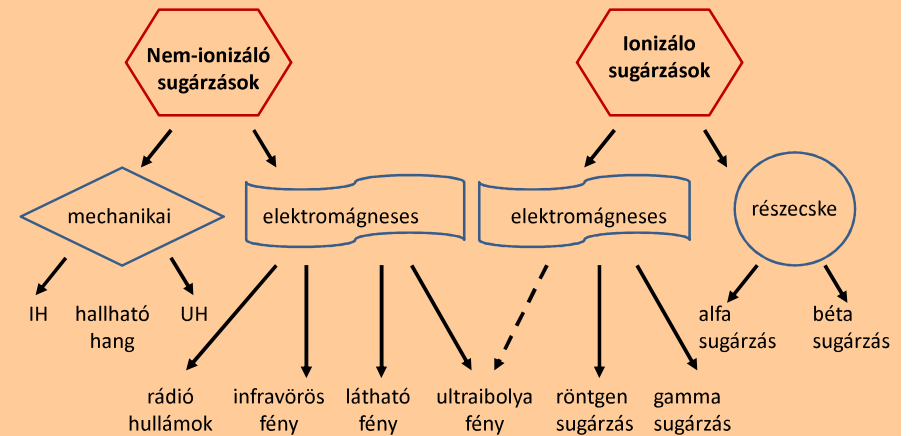 Nem-ionizáló
sugárzások
Ionizálo
sugárzások
mechanikai
elektromágneses
elektromágneses
részecske
IH
hallható
hang
UH
alfa
sugárzás
béta
sugárzás
rádió
hullámok
infravörös
fény
látható
fény
ultraibolya
fény
röntgen
sugárzás
gamma
sugárzás